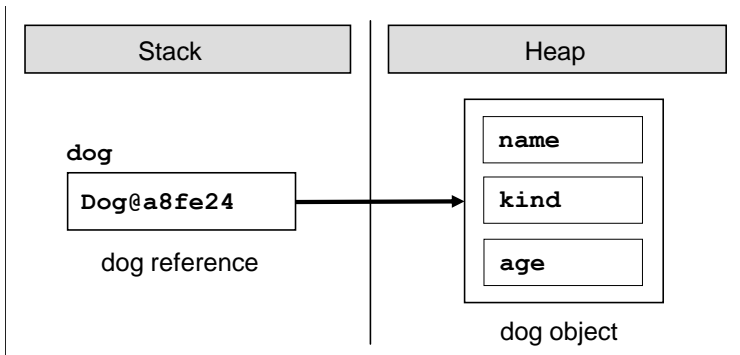 Stack
Heap
dog
Dog@a8fe24
dog reference
name
kind
age
dog object